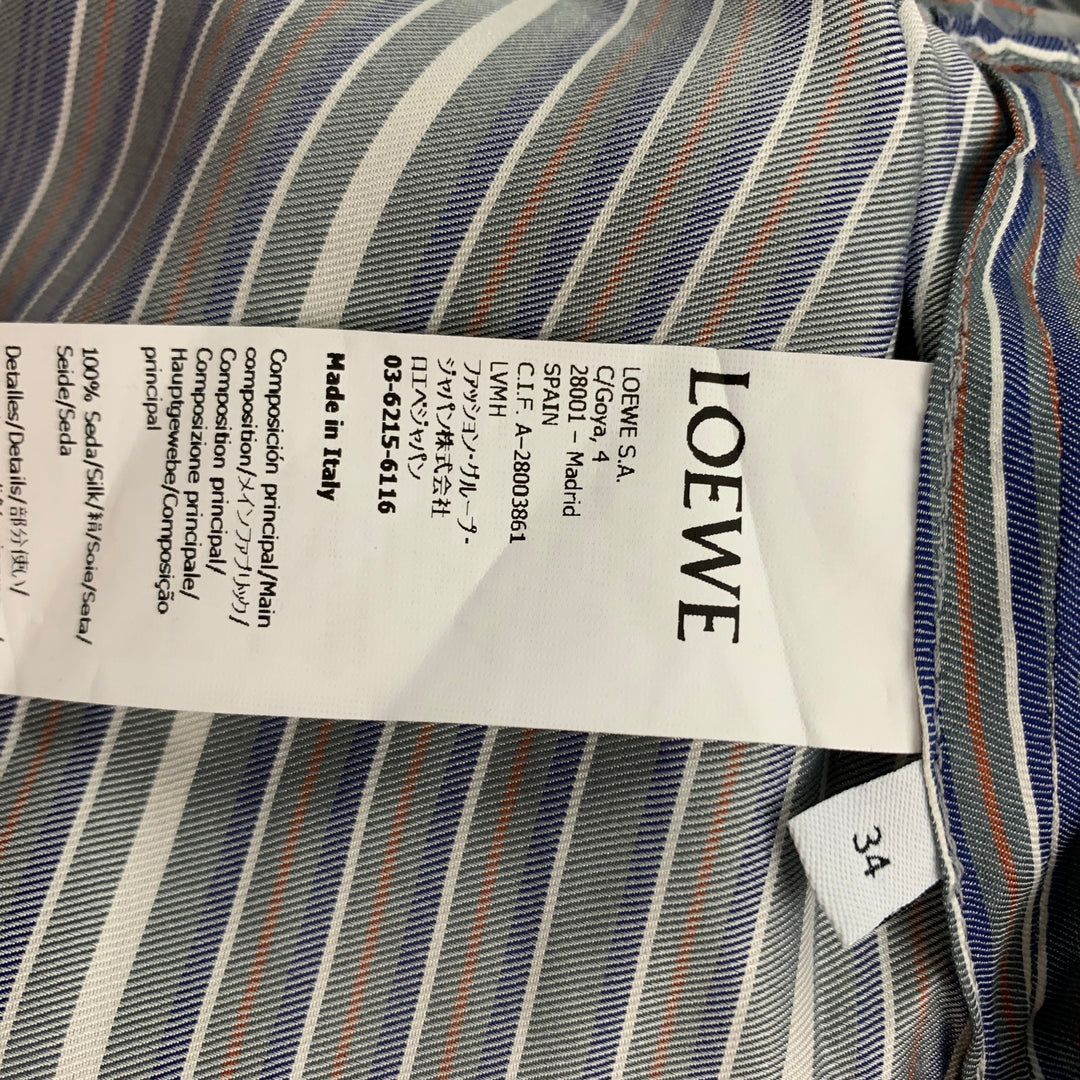 LOEWE
LOEWE S.A.
C/Goya, 4
28001 – Madrid
SPAIN
C.I.F. A–28003861
LVMH
ファッション・グループ-
ジャパン株式会社
ロエベジャパン
03-6215-6116
Made in Italy
Composición principal/Main
composition/メインファブリック/
Composition principal/
Composizione principale/
Hauptgewebe/Composição
principal
100% Seda/Silk/絹/Soie/Seta/
Seide/Seda
Detalles/Details/部分使い/
34